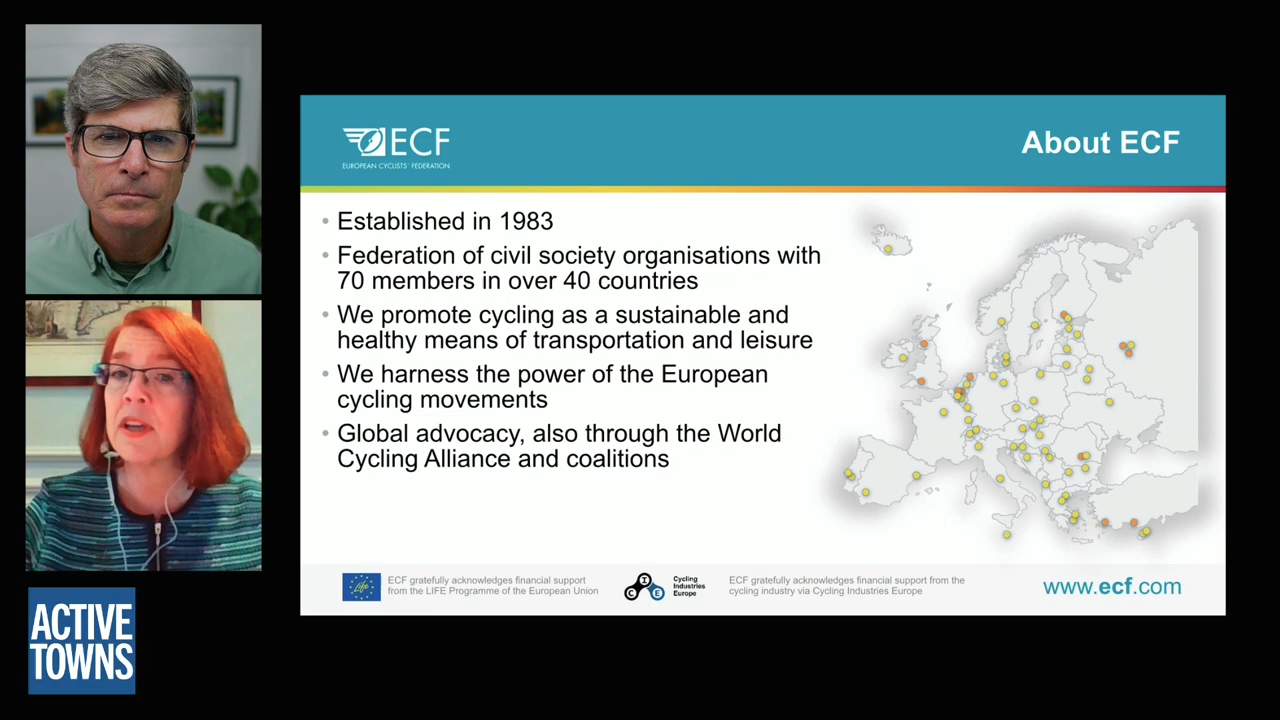 ECF
EUROPEAN CYCLISTS' FEDERATION
About ECF
• Established in 1983
• Federation of civil society organisations with
70 members in over 40 countries
• We promote cycling as a sustainable and
healthy means of transportation and leisure
• We harness the power of the European
cycling movements
• Global advocacy, also through the World
Cycling Alliance and coalitions
Life
ECF gratefully acknowledges financial support
from the LIFE Programme of the European Union
C I E
Cycling
Industries
Europe
ECF gratefully acknowledges financial support from the
cycling industry via Cycling Industries Europe
www.ecf.com
ACTIVE
TOWNS